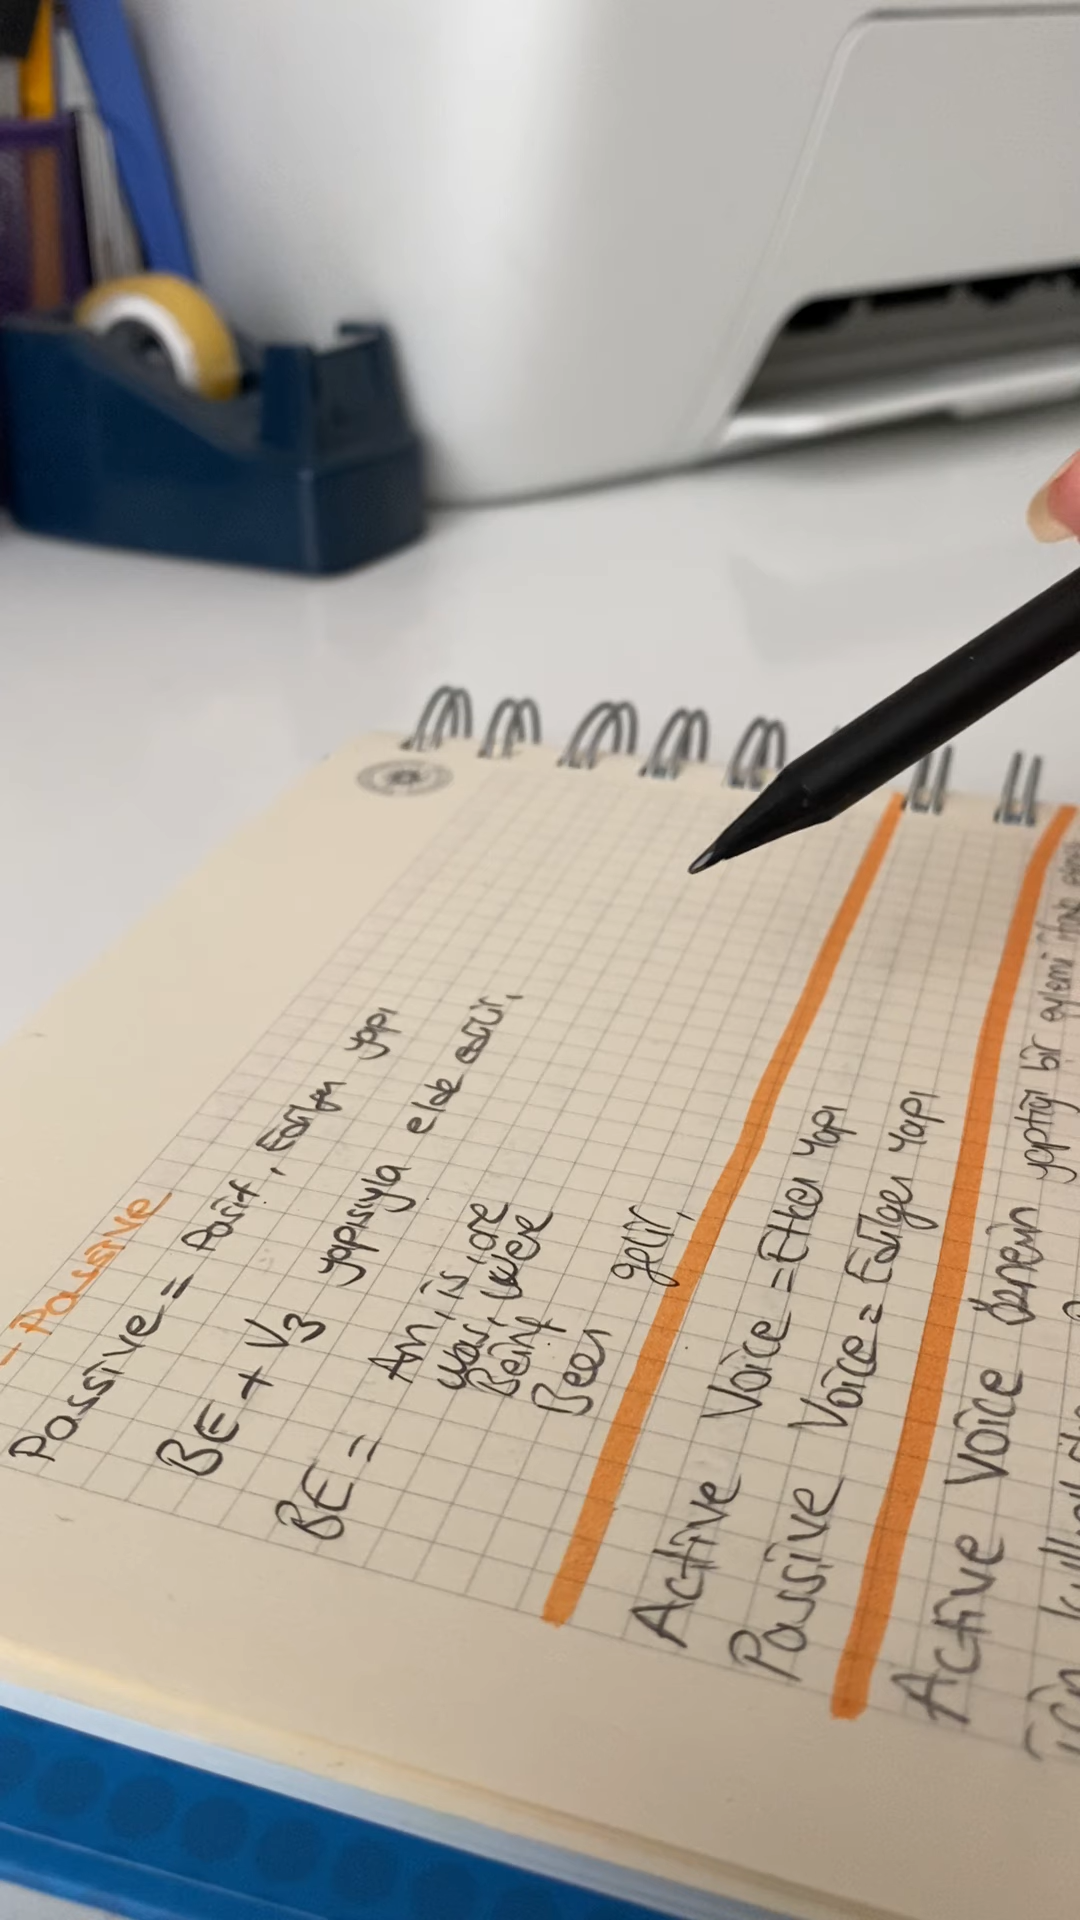 - Passive
Passive = Pasif, Edilgen yapı
BE + V3 yapısıyla elde edilir.
BE = Am, is, are
was, were
Being
Been gelir.
Active Voice = Etken Yapı
Passive Voice = Edilgen Yapı
Active Voice öznenin yaptığı bir eylemi ifade
için